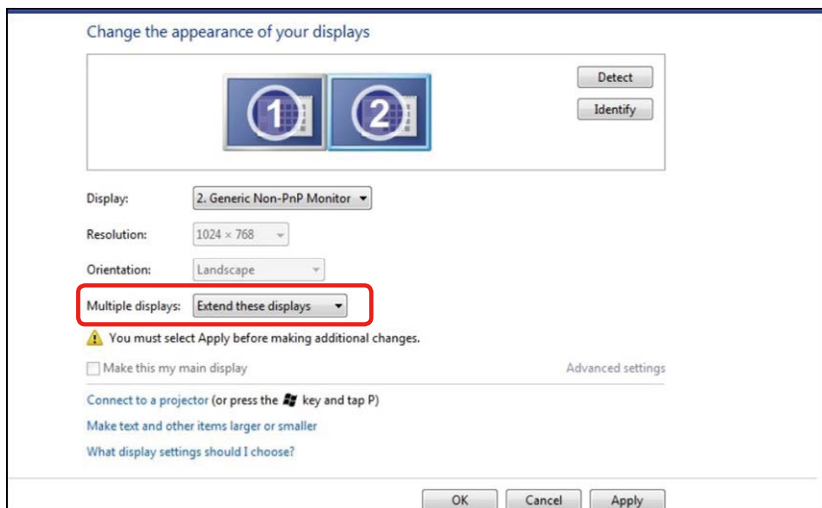 Change the appearance of your displays
1
2
Detect
Identify
Display:
2. Generic Non-PnP Monitor
Resolution:
1024 × 768
Orientation:
Landscape
Multiple displays:
Extend these displays
You must select Apply before making additional changes.
Make this my main display
Advanced settings
Connect to a projector (or press the key and tap P)
Make text and other items larger or smaller
What display settings should I choose?
OK
Cancel
Apply